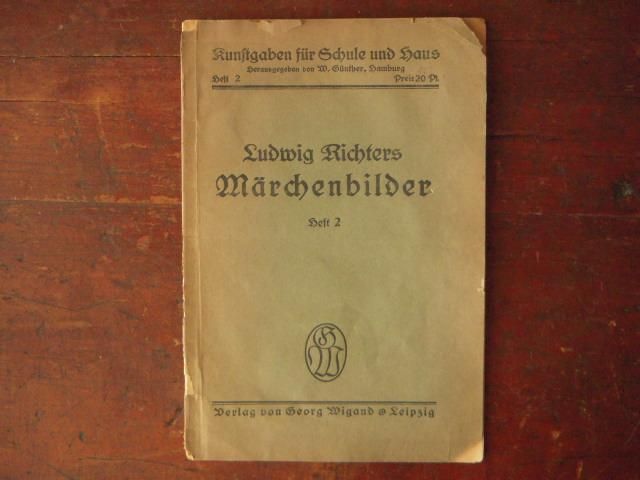 Kunstgaben für Schule und Haus
Herausgegeben von W. Günther, Hamburg
Heft 2 Preis 20 Pf.
Ludwig Richters
Märchenbilder
Heft 2
GW
Verlag von Georg Wigand Leipzig